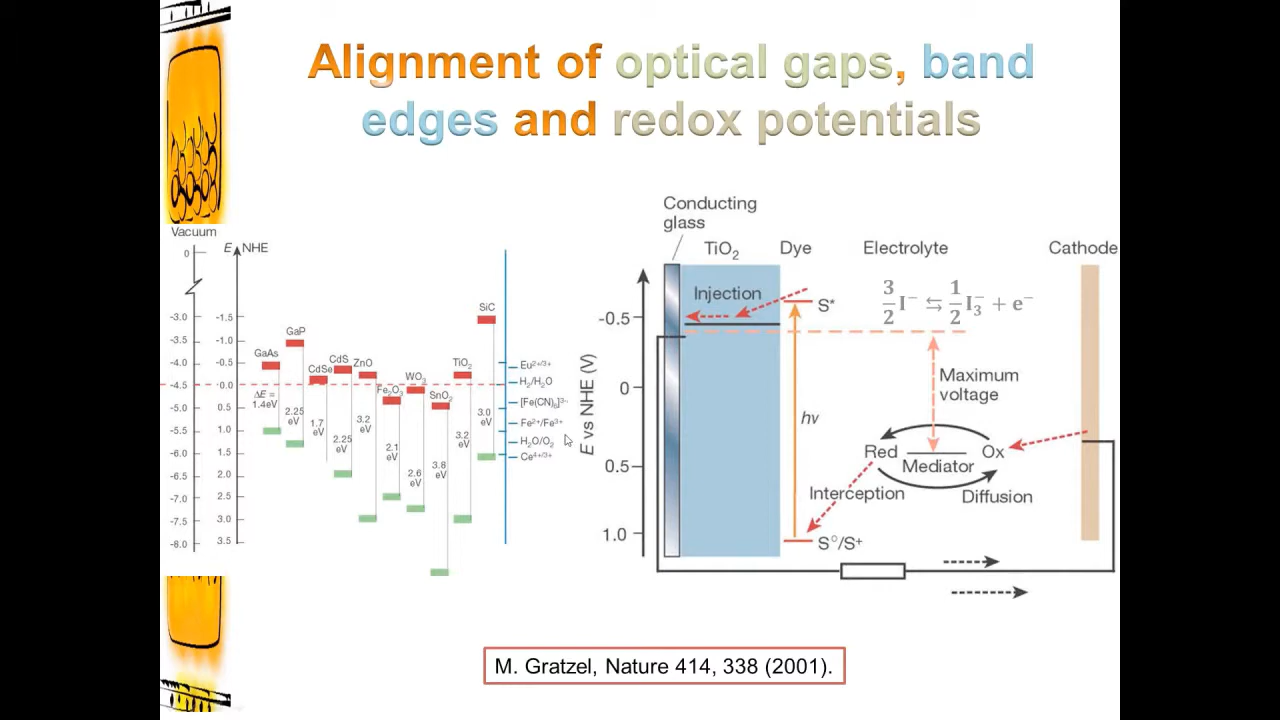 Alignment of optical gaps, band
edges and redox potentials
Vacuum
E NHE
0
-3.0
-3.5
-4.0
-4.5
-5.0
-5.5
-6.0
-6.5
-7.0
-7.5
-8.0
-1.5
-1.0
-0.5
0.0
0.5
1.0
1.5
2.0
2.5
3.0
3.5
GaAs
ΔE =
1.4eV
GaP
2.25
eV
CdSe
1.7
eV
CdS
2.25
eV
ZnO
3.2
eV
Fe₂O₃
2.1
eV
WO₃
2.6
eV
SnO₂
3.8
eV
TiO₂
3.2
eV
SiC
3.0
eV
Eu²⁺/³⁺
H₂/H₂O
[Fe(CN)₆]³⁻
Fe²⁺/Fe³⁺
H₂O/O₂
Ce⁴⁺/³⁺
Conducting
glass
TiO₂
Dye
Electrolyte
Cathode
Injection
S*
3/2 I⁻ ⇆ 1/2 I₃⁻ + e⁻
-0.5
0
0.5
1.0
E vs NHE (V)
Maximum
voltage
hν
Red
Ox
Mediator
Interception
Diffusion
S°/S⁺
M. Gratzel, Nature 414, 338 (2001).